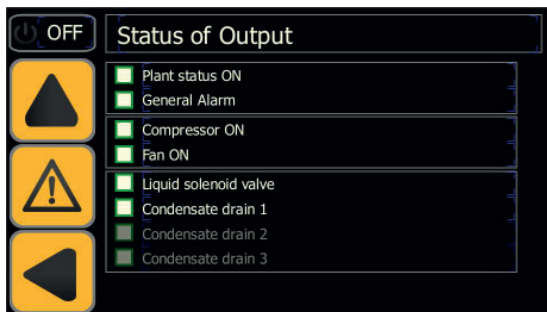 OFF
Status of Output
Plant status ON
General Alarm
Compressor ON
Fan ON
Liquid solenoid valve
Condensate drain 1
Condensate drain 2
Condensate drain 3